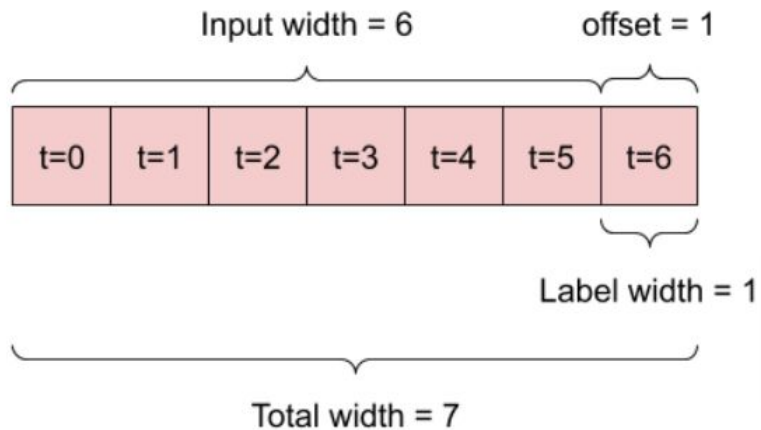 Input width = 6 offset = 1
t=0 t=1 t=2 t=3 t=4 t=5 t=6
Label width = 1
Total width = 7